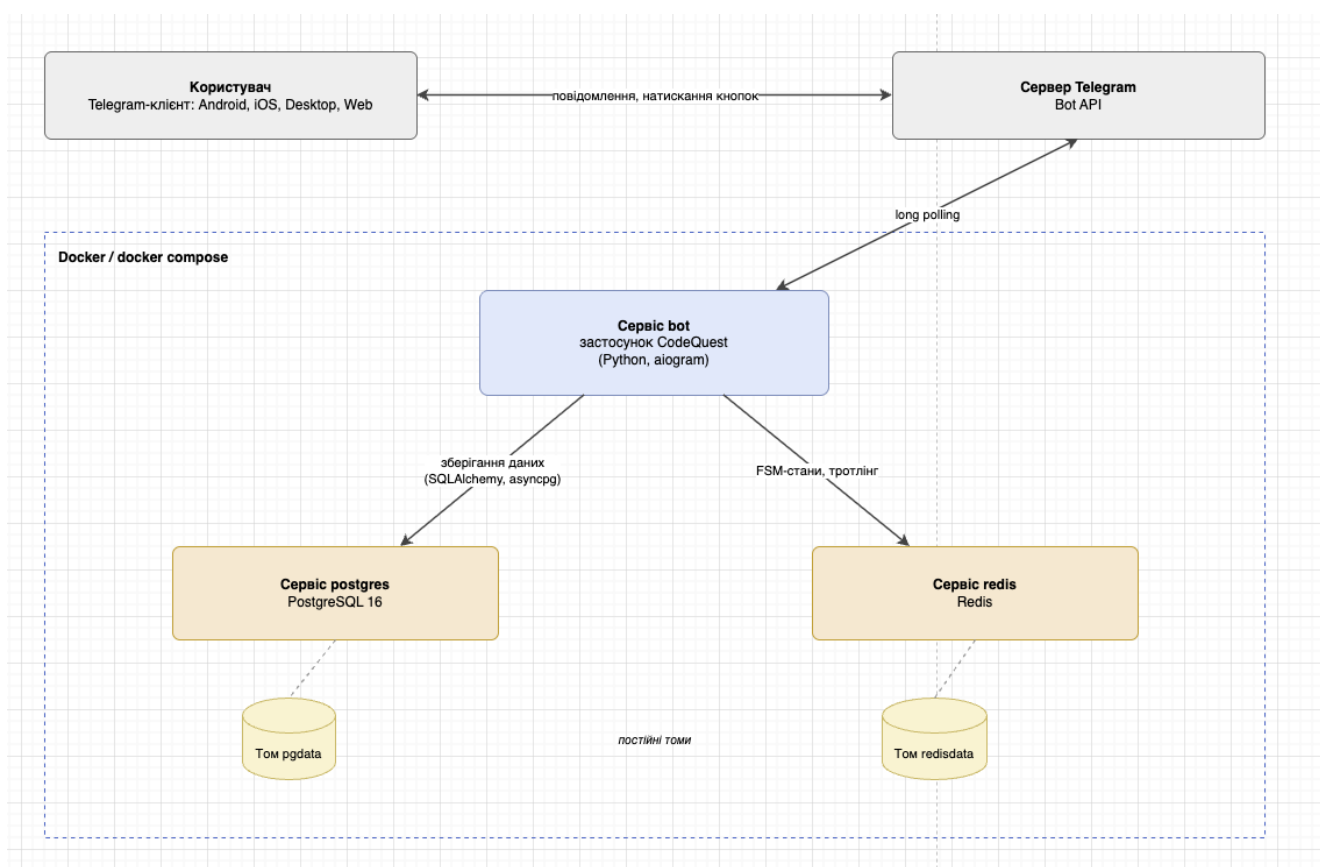 Користувач
Telegram-клієнт: Android, iOS, Desktop, Web
повідомлення, натискання кнопок
Сервер Telegram
Bot API
long polling
Docker / docker compose
Сервіс bot
застосунок CodeQuest
(Python, aiogram)
зберігання даних
(SQLAlchemy, asyncpg)
FSM-стани, тротлінг
Сервіс postgres
PostgreSQL 16
Сервіс redis
Redis
Том pgdata
постійні томи
Том redisdata